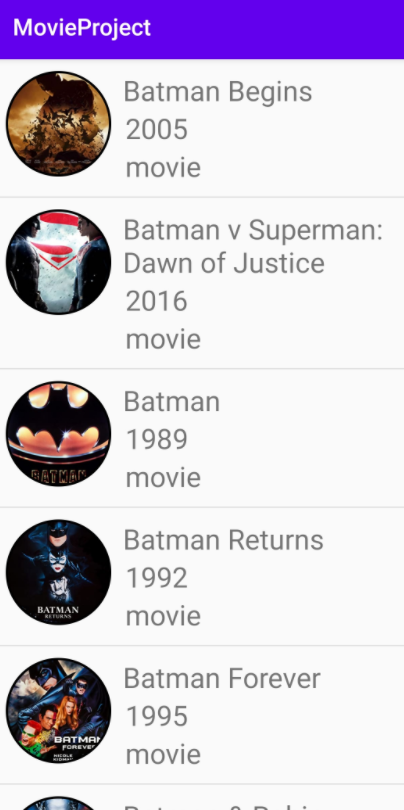 MovieProject
Batman Begins
2005
movie
Batman v Superman:
Dawn of Justice
2016
movie
BATMAN
Batman
1989
movie
BATMAN
RETURNS
Batman Returns
1992
movie
BATMAN
FOREVER
Batman Forever
1995
movie